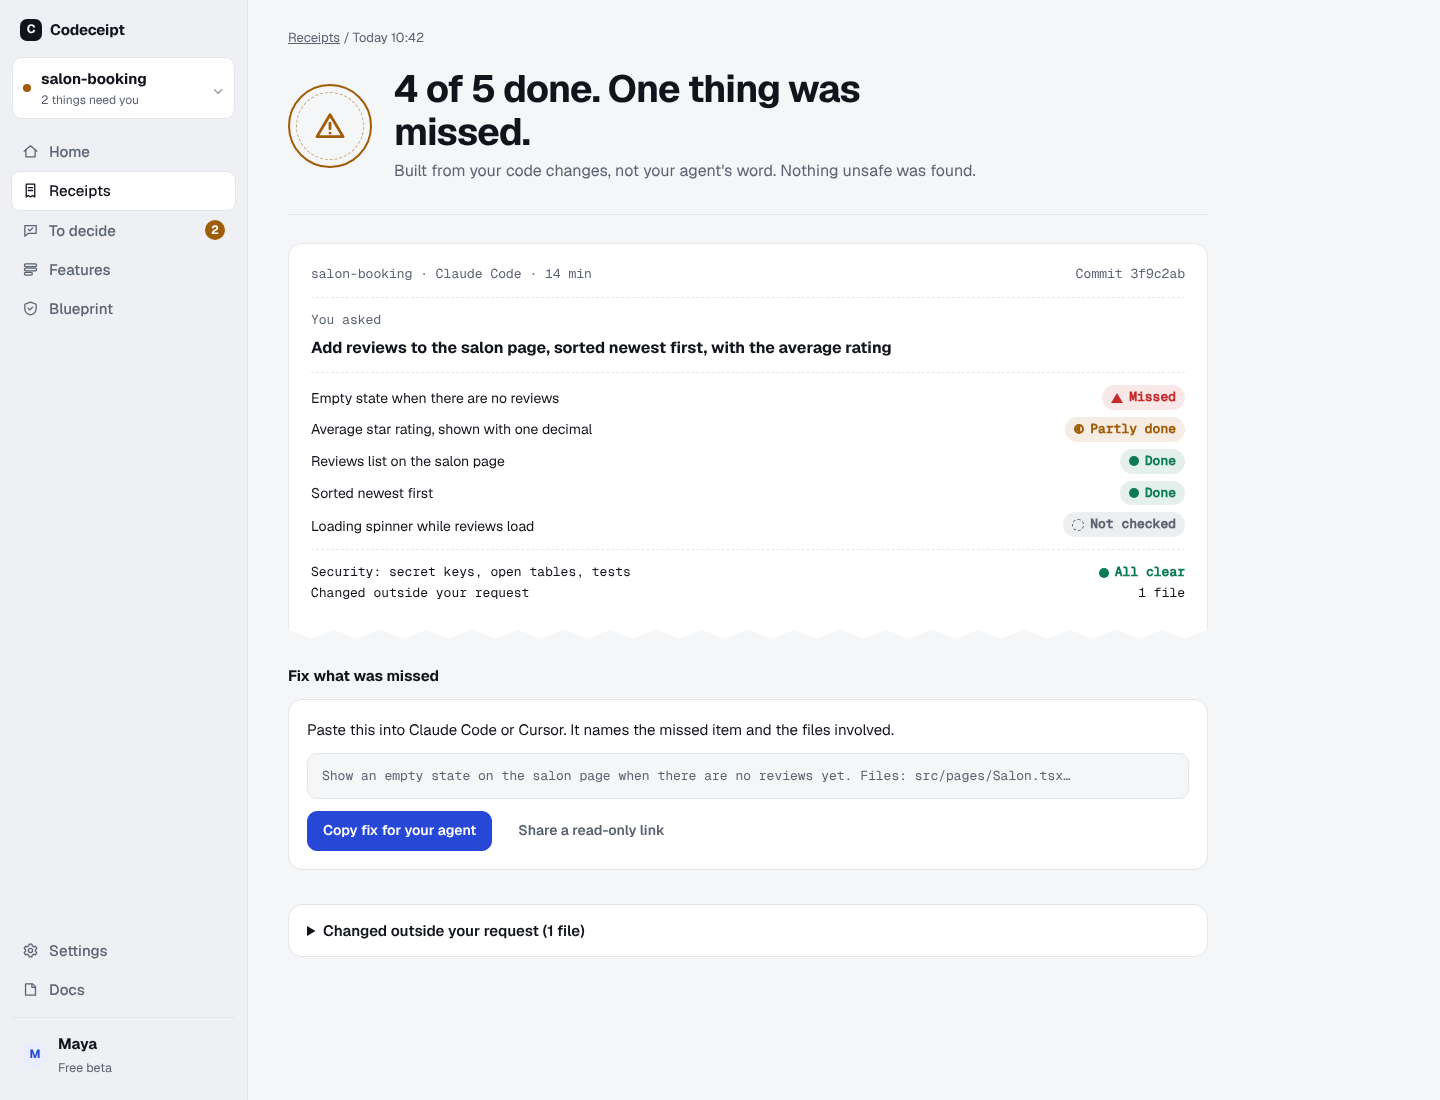 C Codeceipt
salon-booking
2 things need you
Home
Receipts
To decide 2
Features
Blueprint
Settings
Docs
M
Maya
Free beta
Receipts / Today 10:42
4 of 5 done. One thing was
missed.
Built from your code changes, not your agent's word. Nothing unsafe was found.
salon-booking · Claude Code · 14 min Commit 3f9c2ab
You asked
Add reviews to the salon page, sorted newest first, with the average rating
Empty state when there are no reviews Missed
Average star rating, shown with one decimal Partly done
Reviews list on the salon page Done
Sorted newest first Done
Loading spinner while reviews load Not checked
Security: secret keys, open tables, tests All clear
Changed outside your request 1 file
Fix what was missed
Paste this into Claude Code or Cursor. It names the missed item and the files involved.
Show an empty state on the salon page when there are no reviews yet. Files: src/pages/Salon.tsx…
Copy fix for your agent Share a read-only link
Changed outside your request (1 file)